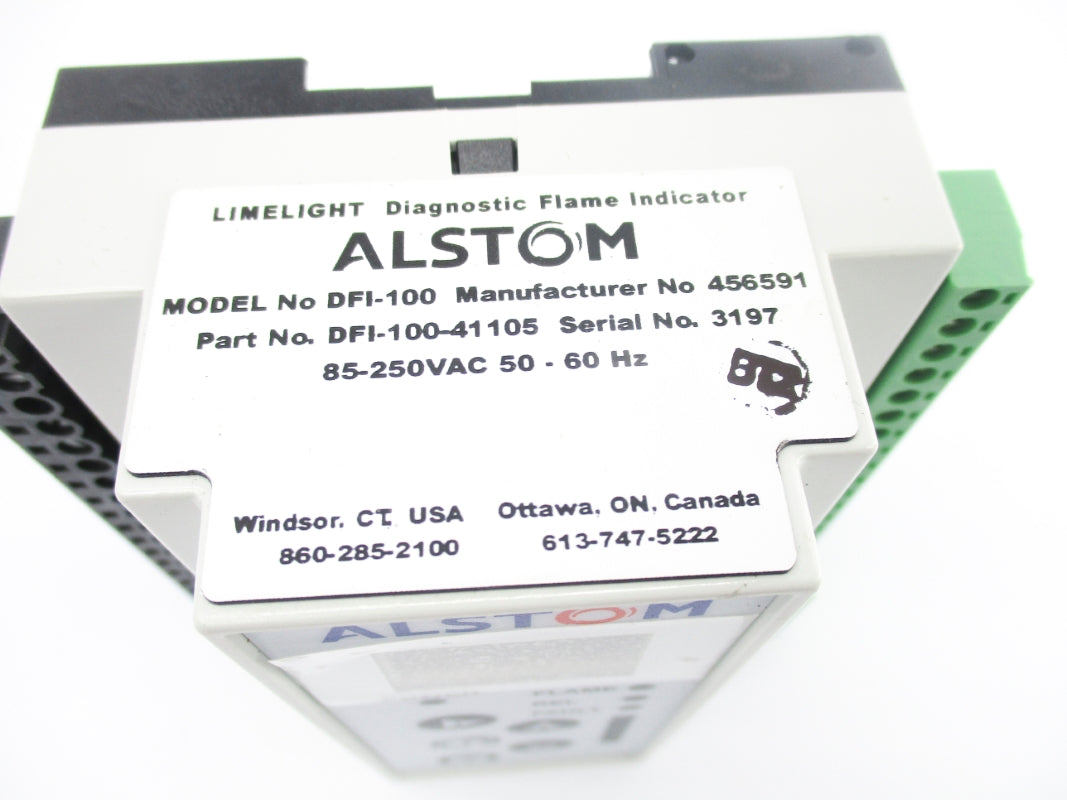 LIMELIGHT Diagnostic Flame Indicator
ALSTOM
MODEL No DFI-100 Manufacturer No 456591
Part No. DFI-100-41105 Serial No. 3197
85-250VAC 50 - 60 Hz
Windsor, CT, USA Ottawa, ON, Canada
860-285-2100 613-747-5222
ALSTOM
FLAME